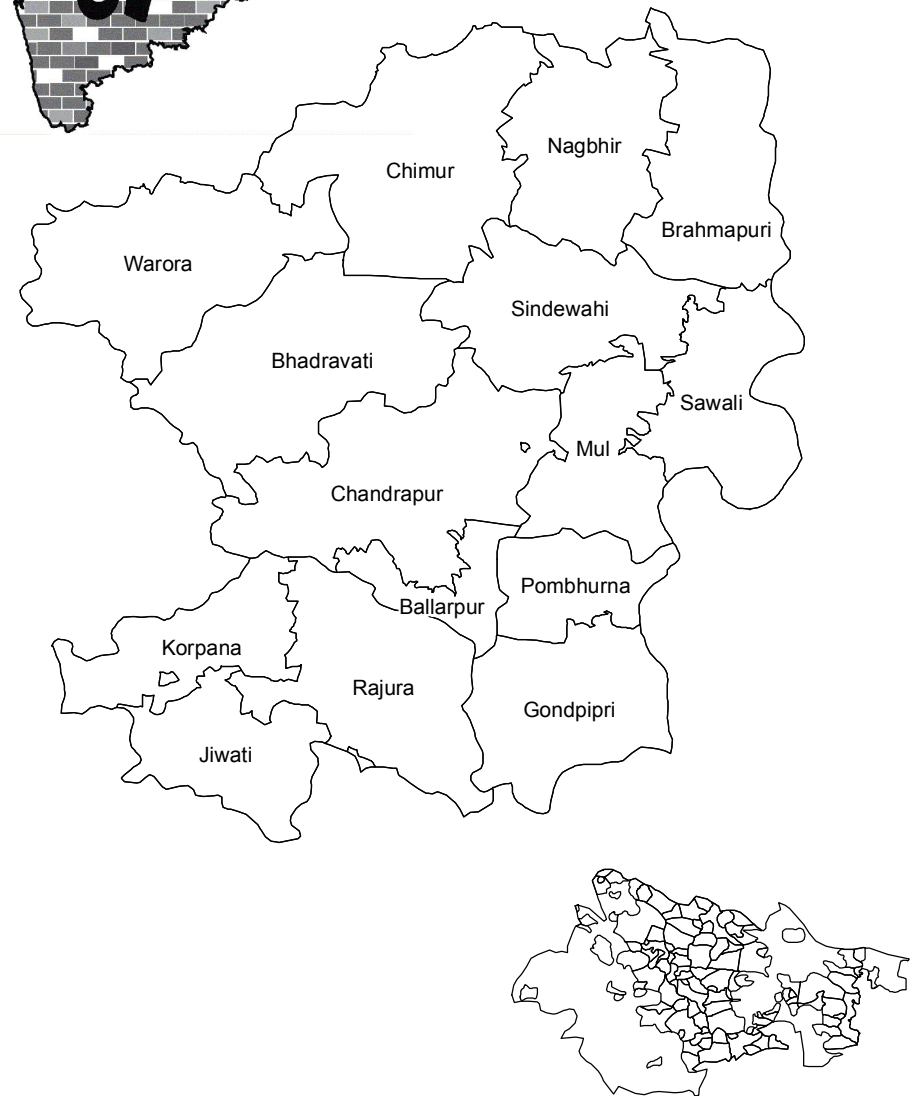 Nagbhir
Chimur
Brahmapuri
Warora
Sindewahi
Bhadravati
Sawali
Mul
Chandrapur
Pombhurna
Ballarpur
Korpana
Rajura
Gondpipri
Jiwati